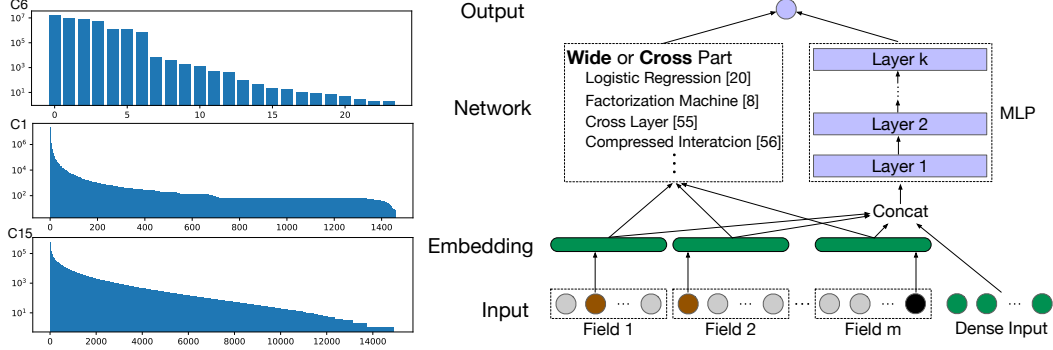 C6
10^7
10^5
10^3
10^1
0 5 10 15 20
C1
10^6
10^4
10^2
0 200 400 600 800 1000 1200 1400
C15
10^5
10^3
10^1
0 2000 4000 6000 8000 10000 12000 14000
Output
Network
Embedding
Input
Wide or Cross Part
Logistic Regression [20]
Factorization Machine [8]
Cross Layer [55]
Compressed Interatcion [56]
Layer k
Layer 2
Layer 1
MLP
Concat
Field 1
Field 2
Field m
Dense Input